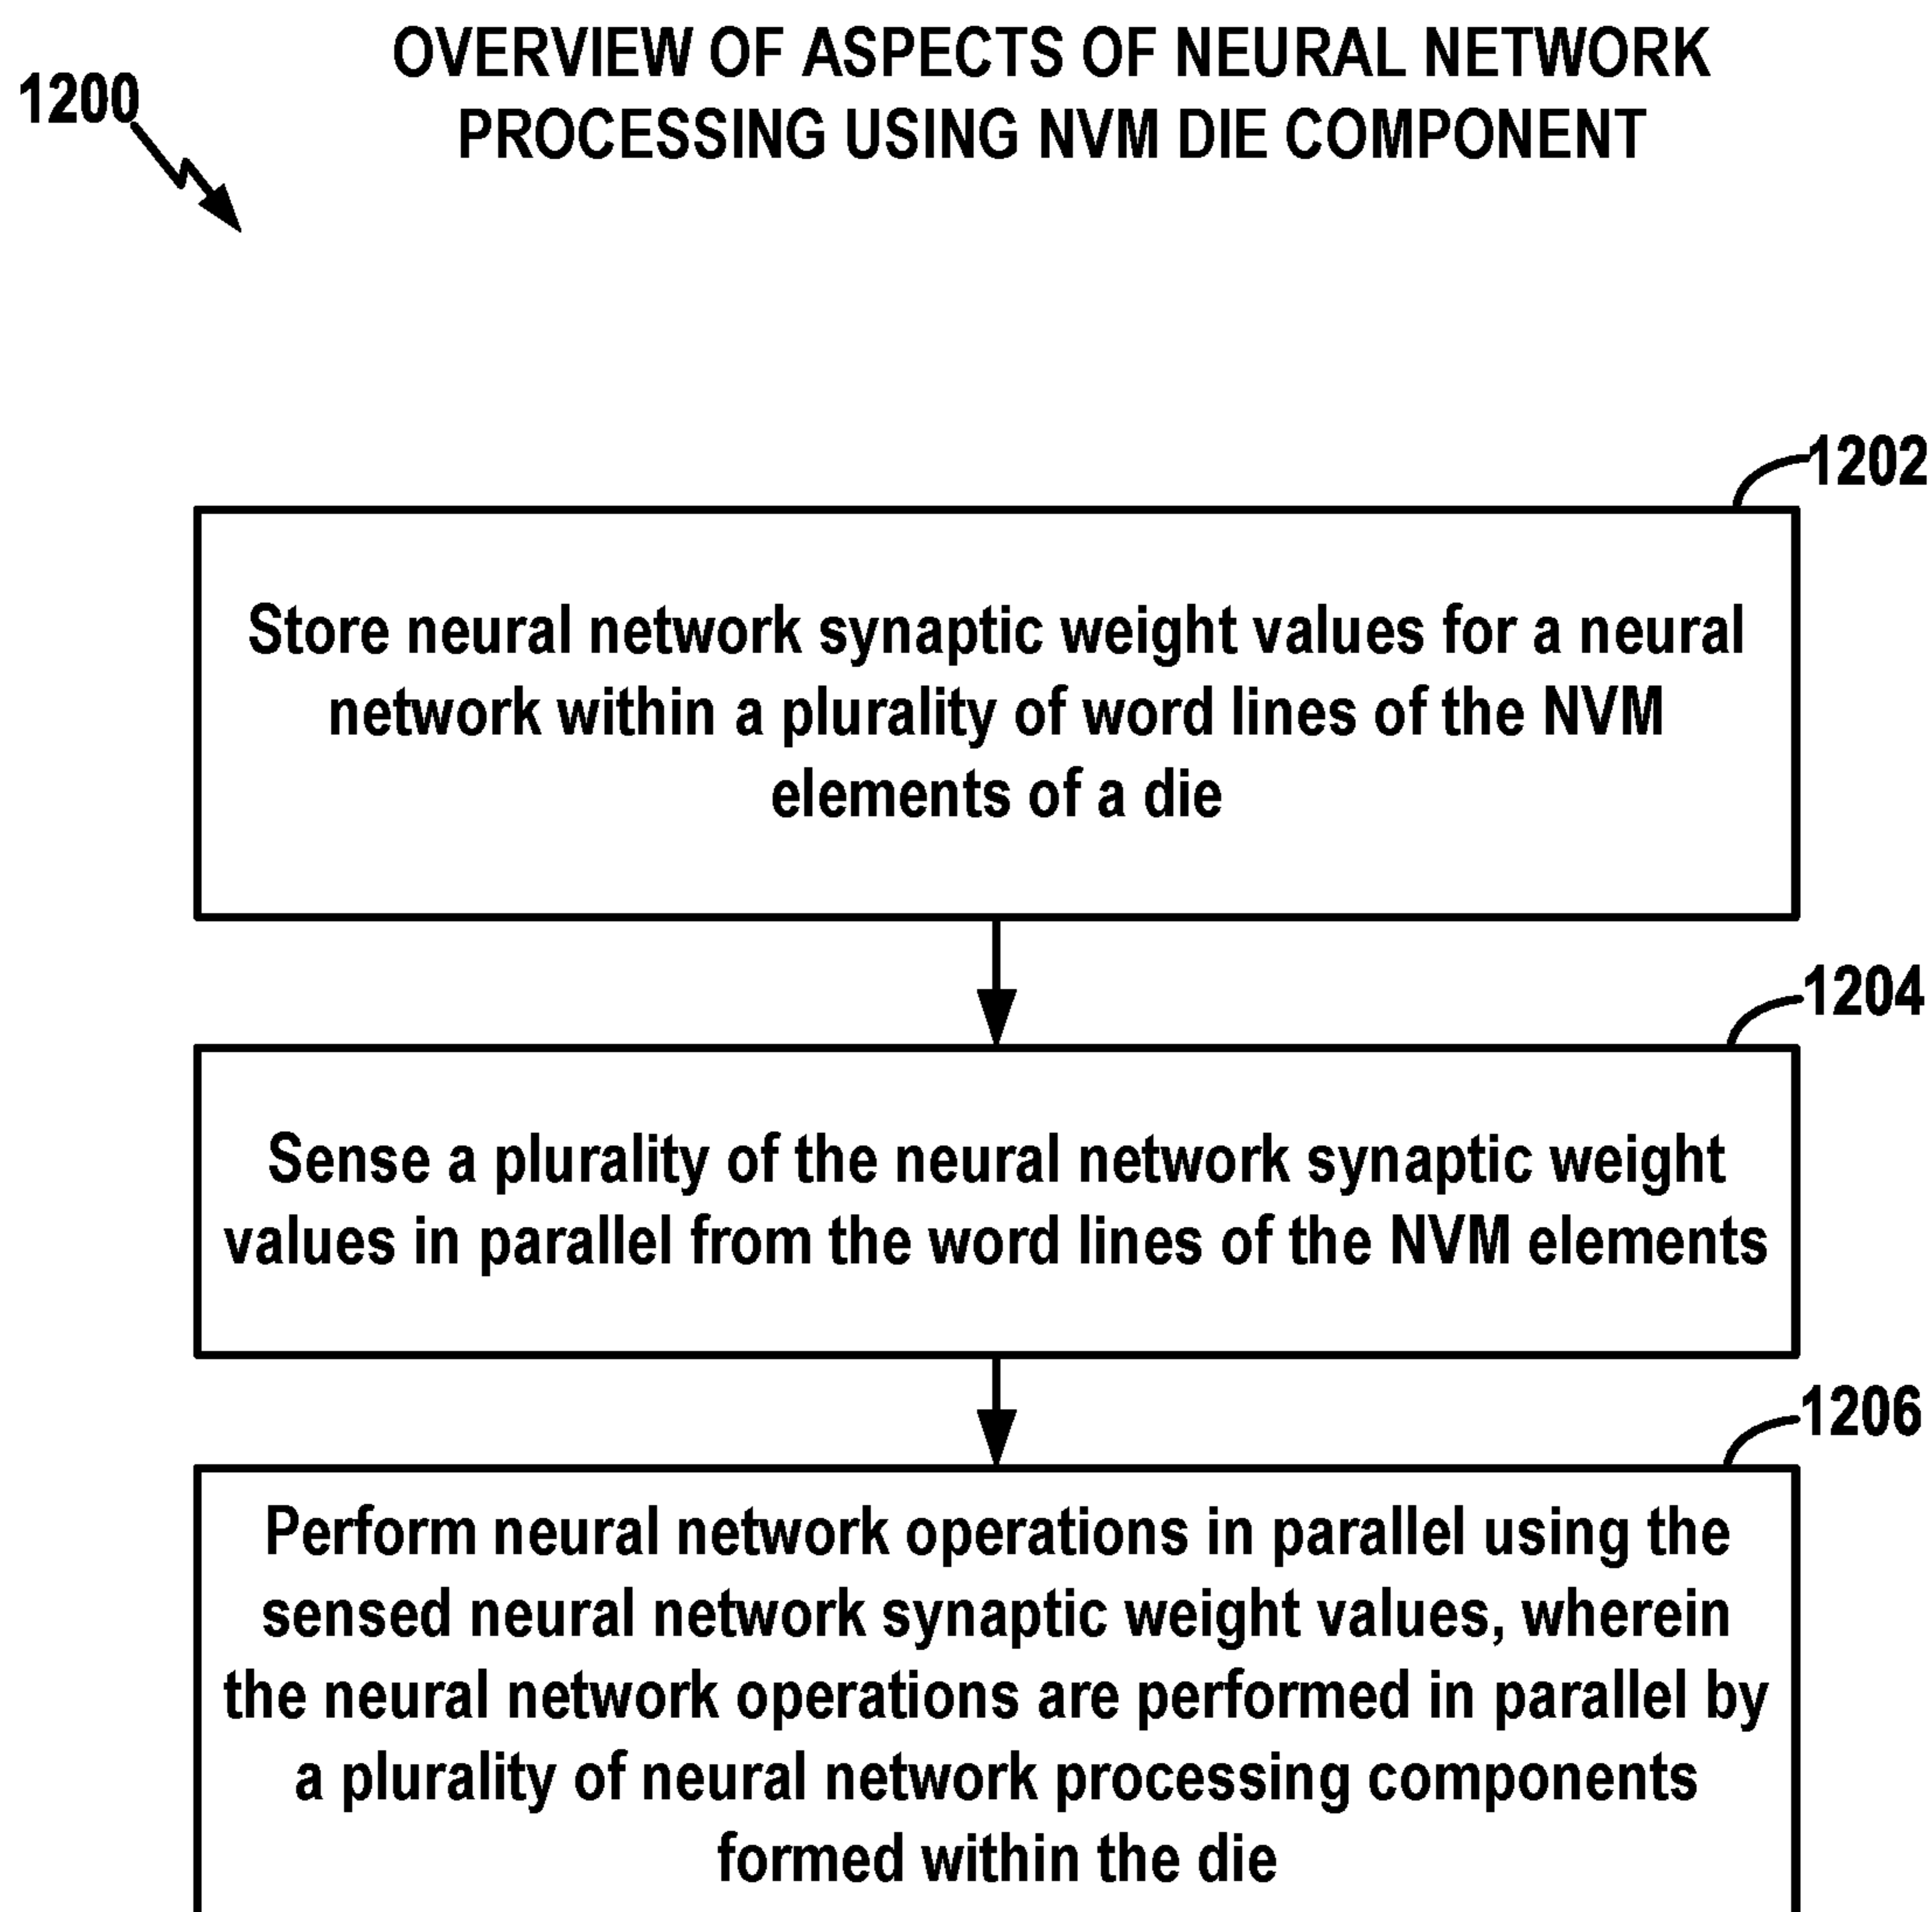 OVERVIEW OF ASPECTS OF NEURAL NETWORK
PROCESSING USING NVM DIE COMPONENT
1200
1202
Store neural network synaptic weight values for a neural
network within a plurality of word lines of the NVM
elements of a die
1204
Sense a plurality of the neural network synaptic weight
values in parallel from the word lines of the NVM elements
1206
Perform neural network operations in parallel using the
sensed neural network synaptic weight values, wherein
the neural network operations are performed in parallel by
a plurality of neural network processing components
formed within the die